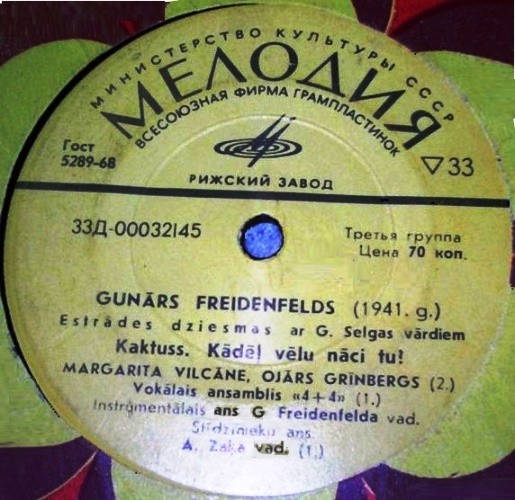 МИНИСТЕРСТВО КУЛЬТУРЫ СССР
МЕЛОДИЯ
ВСЕСОЮЗНАЯ ФИРМА ГРАМПЛАСТИНОК
Гост
5289-68
▽33
РИЖСКИЙ ЗАВОД
33Д-00032145
Третья группа
Цена 70 коп.
GUNĀRS FREIDENFELDS (1941. g.)
Estrādes dziesmas ar G. Selgas vārdiem
Kaktuss. Kādēļ vēlu nāci tu?
MARGARITA VILCĀNE, OJĀRS GRĪNBERGS (2.)
Vokālais ansamblis «4+4» (1.)
Instrumentālais ans G Freidenfelda vad.
Stīdzinieku ans.
A. Zaķa vad. (1.)